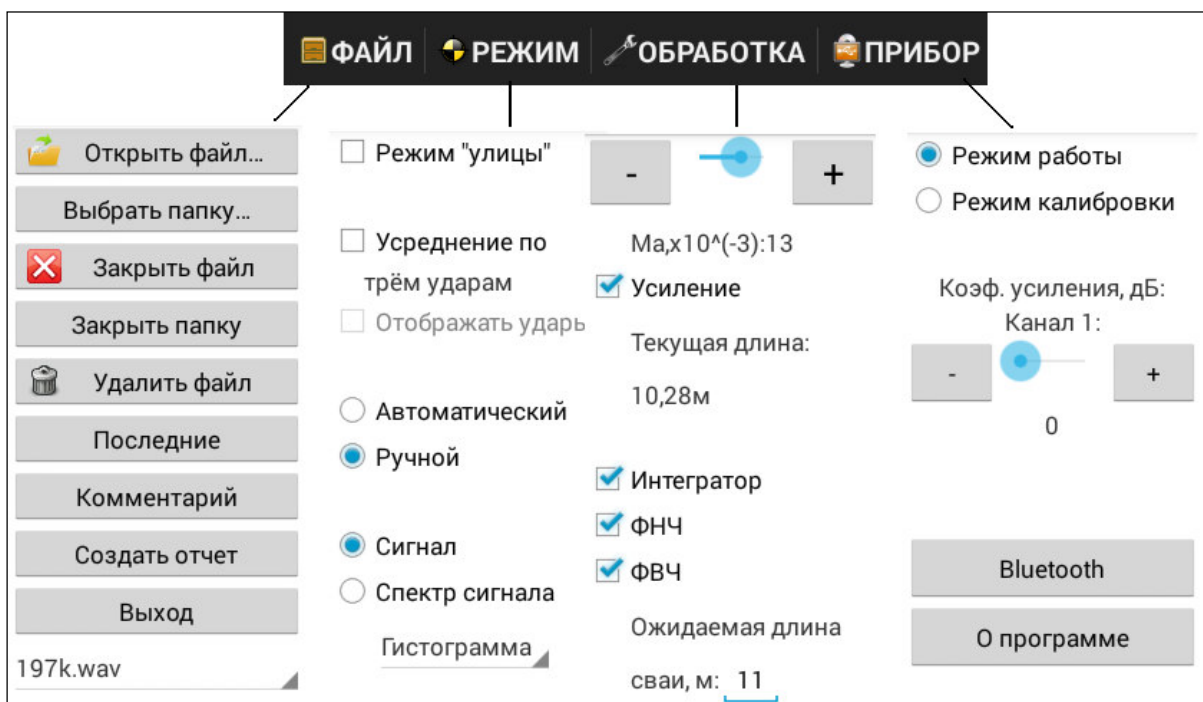 ФАЙЛ РЕЖИМ ОБРАБОТКА ПРИБОР
Открыть файл...
Выбрать папку...
Закрыть файл
Закрыть папку
Удалить файл
Последние
Комментарий
Создать отчет
Выход
197k.wav
Режим "улицы"
Усреднение по
трём ударам
Отображать удары
Автоматический
Ручной
Сигнал
Спектр сигнала
Гистограмма
- +
Ma,x10^(-3):13
Усиление
Текущая длина:
10,28м
Интегратор
ФНЧ
ФВЧ
Ожидаемая длина
сваи, м: 11
Режим работы
Режим калибровки
Коэф. усиления, дБ:
Канал 1:
- +
0
Bluetooth
О программе